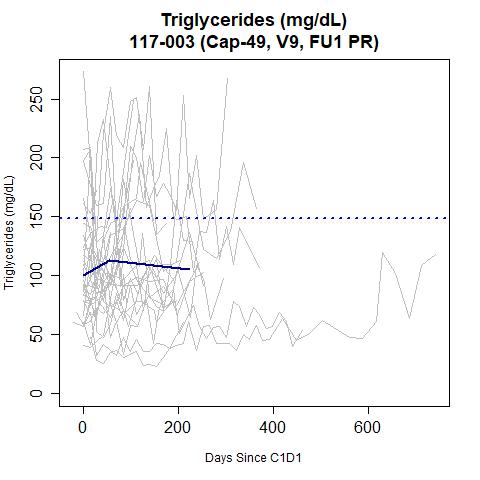 Triglycerides (mg/dL)
117-003 (Cap-49, V9, FU1 PR)
Triglycerides (mg/dL)
250
200
150
100
50
0
0
200
400
600
Days Since C1D1